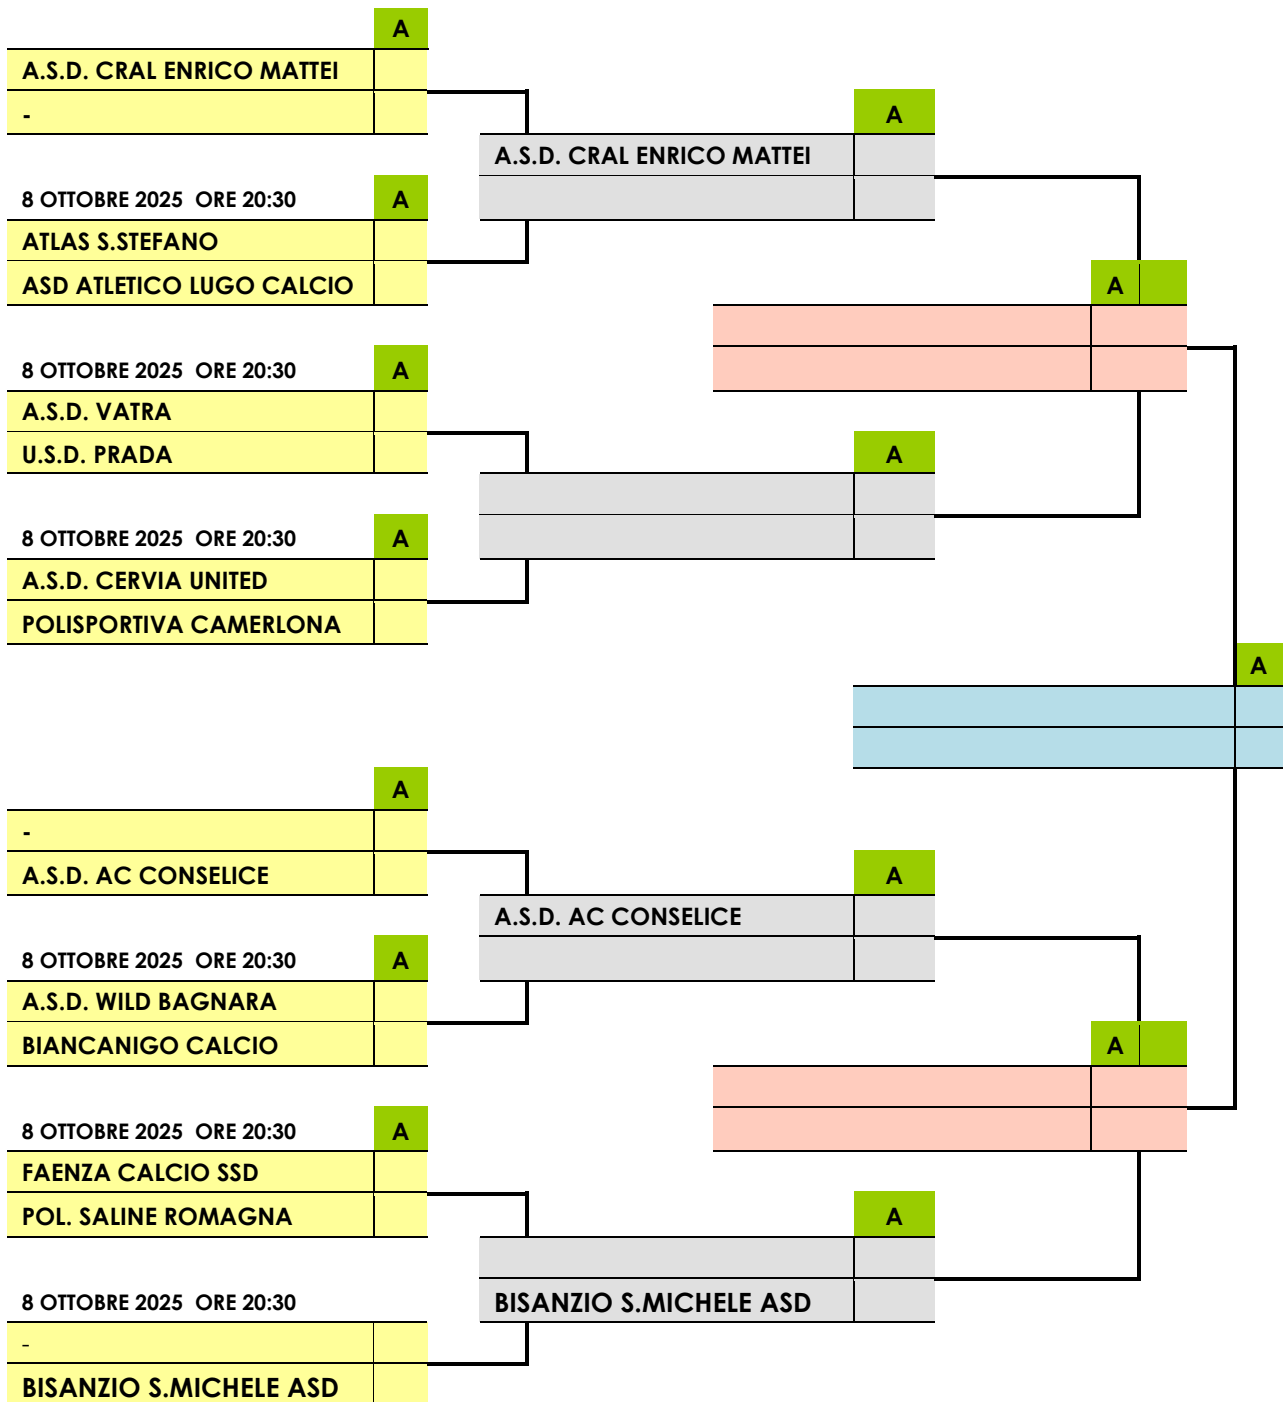 A
A.S.D. CRAL ENRICO MATTEI
-
8 OTTOBRE 2025 ORE 20:30 A
ATLAS S.STEFANO
ASD ATLETICO LUGO CALCIO
8 OTTOBRE 2025 ORE 20:30 A
A.S.D. VATRA
U.S.D. PRADA
8 OTTOBRE 2025 ORE 20:30 A
A.S.D. CERVIA UNITED
POLISPORTIVA CAMERLONA
A
-
A.S.D. AC CONSELICE
8 OTTOBRE 2025 ORE 20:30 A
A.S.D. WILD BAGNARA
BIANCANIGO CALCIO
8 OTTOBRE 2025 ORE 20:30 A
FAENZA CALCIO SSD
POL. SALINE ROMAGNA
8 OTTOBRE 2025 ORE 20:30
-
BISANZIO S.MICHELE ASD
A
A.S.D. CRAL ENRICO MATTEI
A
A
A.S.D. AC CONSELICE
A
BISANZIO S.MICHELE ASD
A
A
A